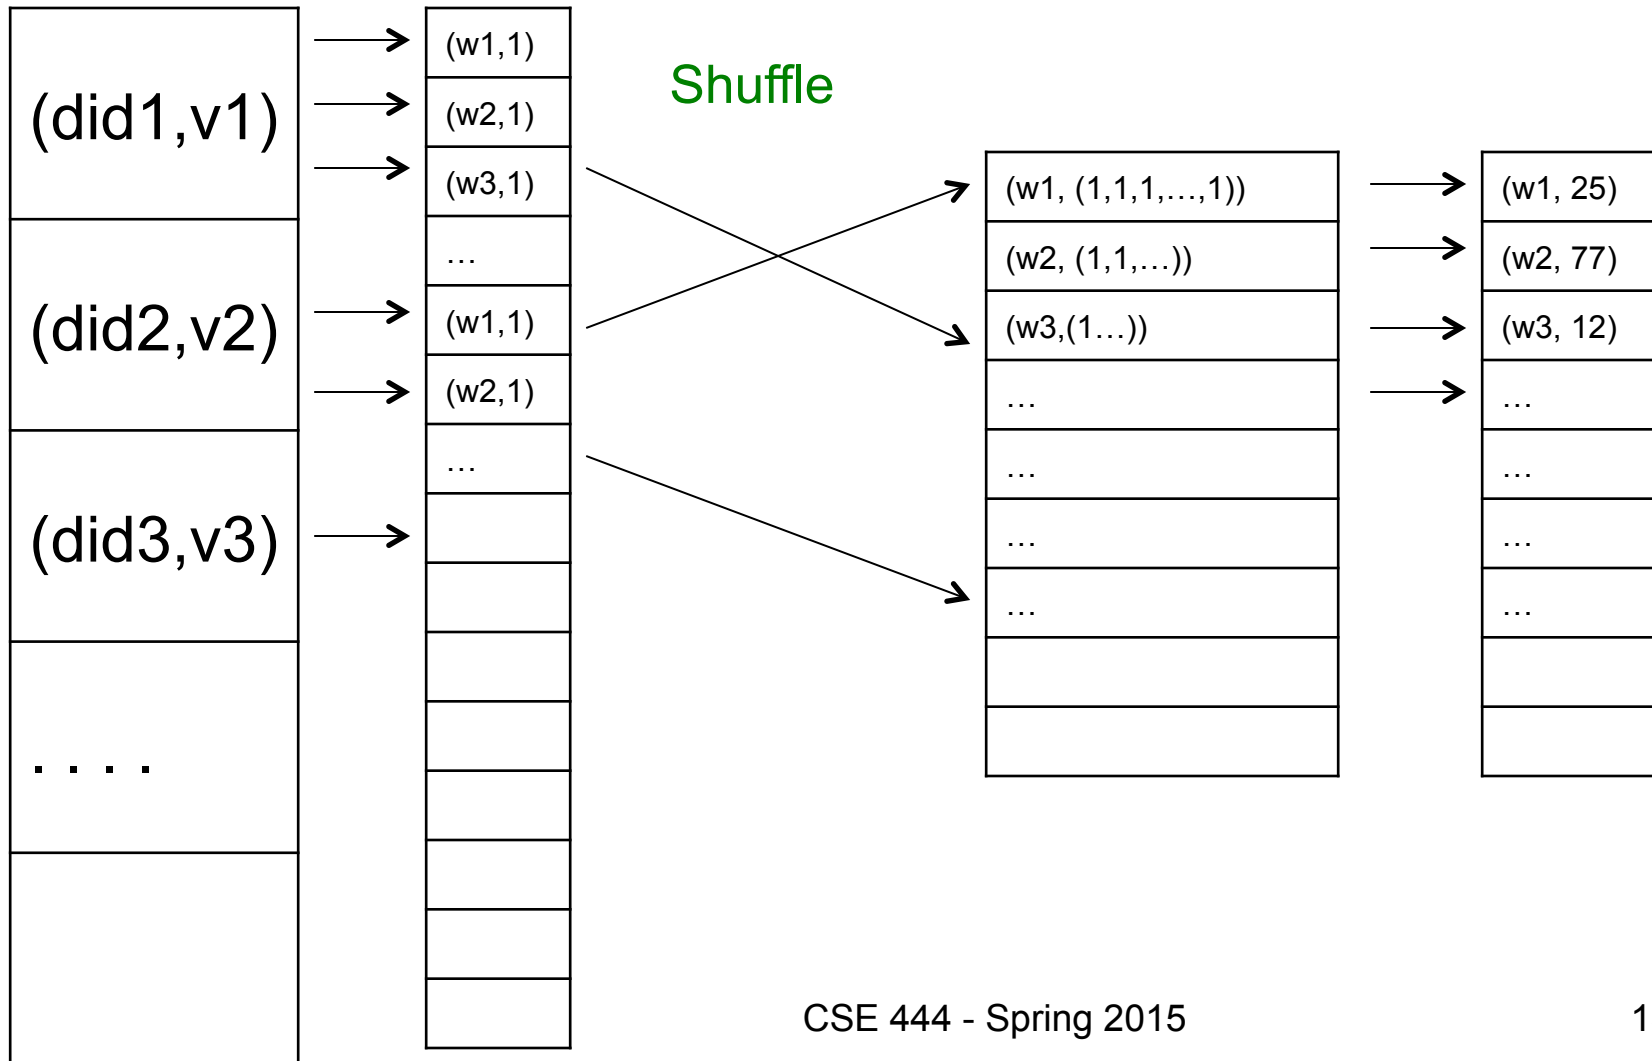 (did1,v1)
(did2,v2)
(did3,v3)
. . . .
(w1,1)
(w2,1)
(w3,1)
…
(w1,1)
(w2,1)
…
Shuffle
(w1, (1,1,1,…,1))
(w2, (1,1,…))
(w3,(1…))
…
…
…
…
(w1, 25)
(w2, 77)
(w3, 12)
…
…
…
…
CSE 444 - Spring 2015
1